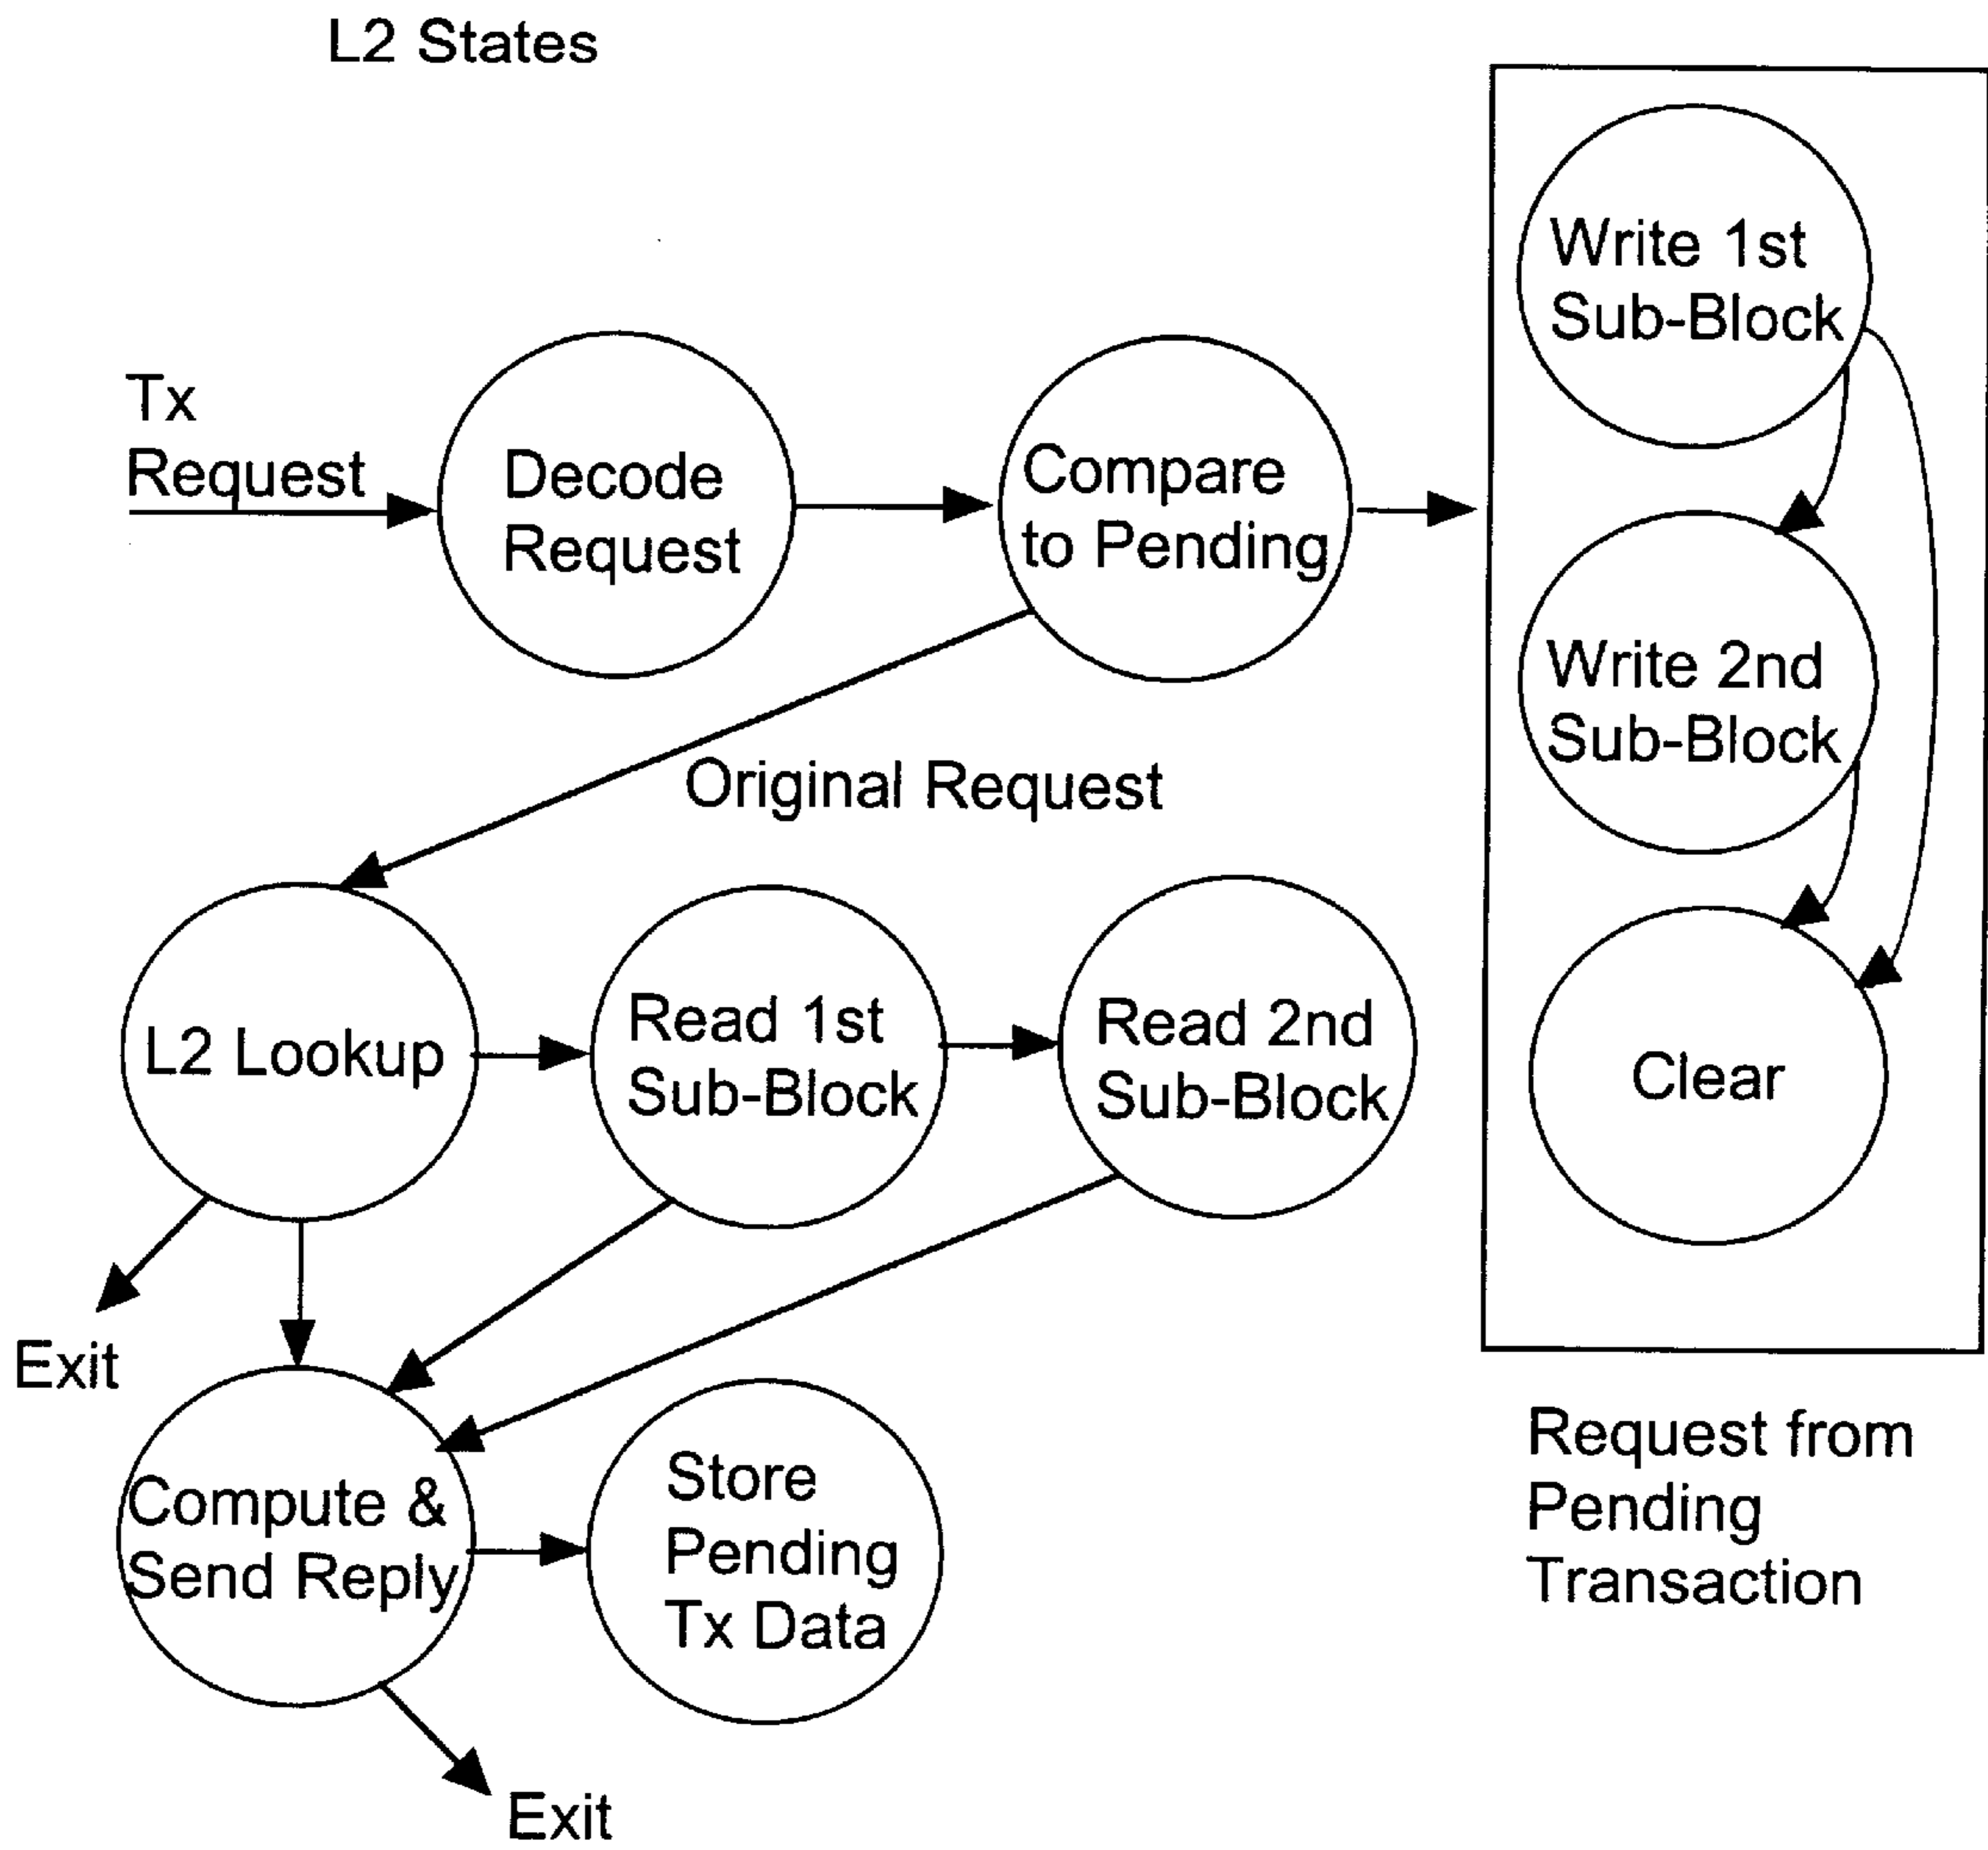 L2 States
Write 1st
Sub-Block
Tx
Request
Decode
Request
Compare
to Pending
Write 2nd
Sub-Block
Original Request
L2 Lookup
Read 1st
Sub-Block
Read 2nd
Sub-Block
Clear
Exit
Compute &
Send Reply
Store
Pending
Tx Data
Request from
Pending
Transaction
Exit